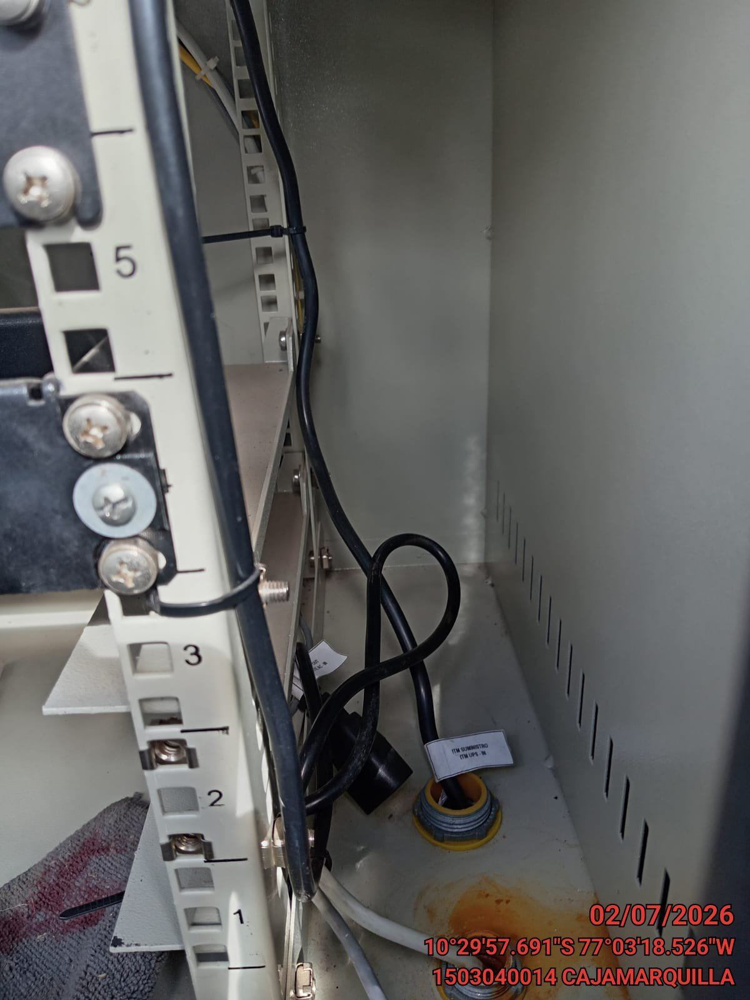 5
3
2
1
ITM SUMINISTRO
ITM UPS - IN
02/07/2026
10°29'57.691"S 77°03'18.526"W
1503040014 CAJAMARQUILLA